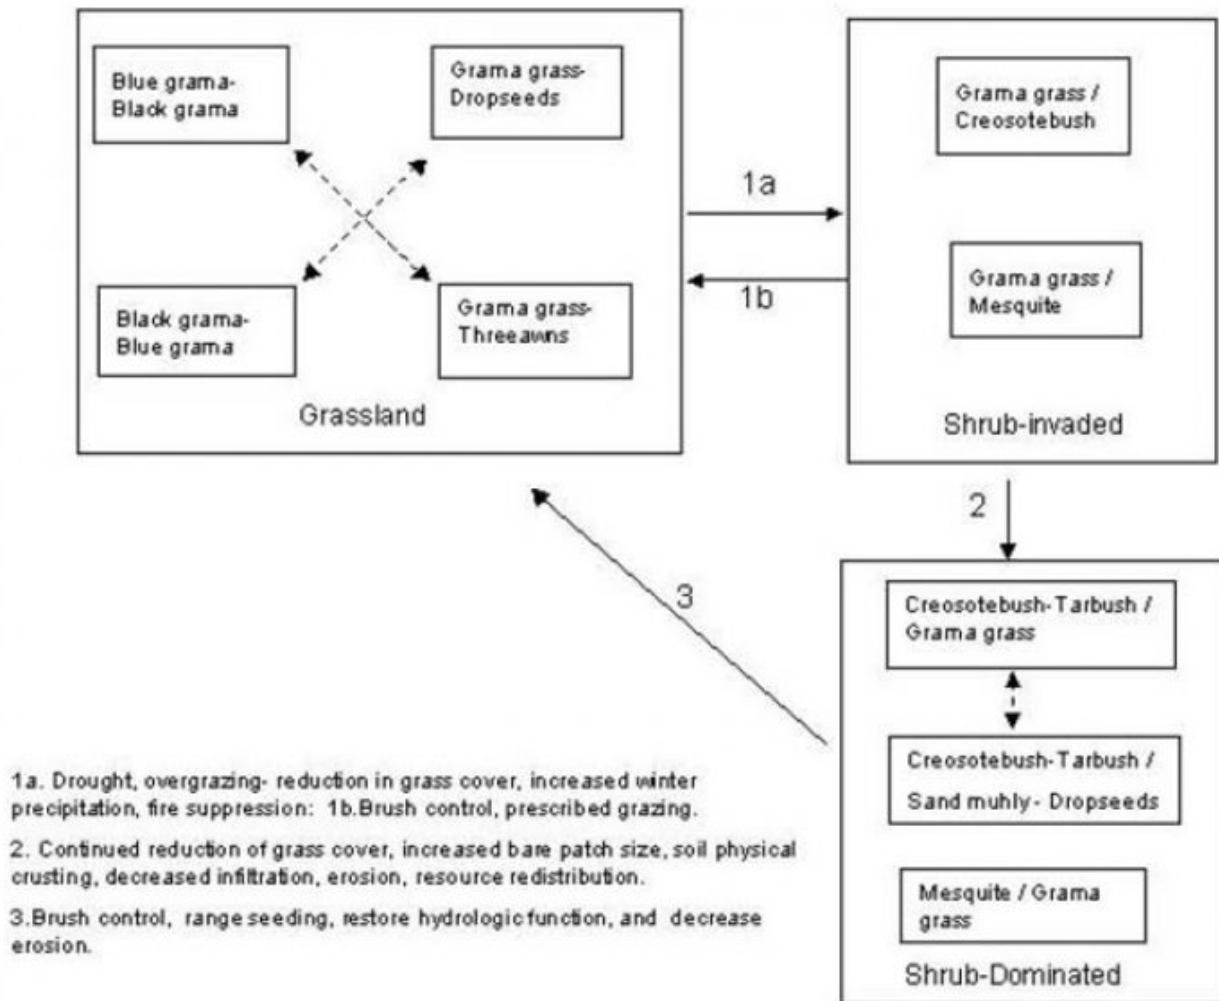 Blue grama-
Black grama
Grama grass-
Dropseeds
Black grama-
Blue grama
Grama grass-
Threeawns
Grassland
1a
1b
Grama grass /
Creosotebush
Grama grass /
Mesquite
Shrub-invaded
2
3
Creosotebush-Tarbush /
Grama grass
Creosotebush-Tarbush /
Sand muhly - Dropseeds
Mesquite / Grama
grass
Shrub-Dominated
1a. Drought, overgrazing- reduction in grass cover, increased winter
precipitation, fire suppression: 1b.Brush control, prescribed grazing.
2. Continued reduction of grass cover, increased bare patch size, soil physical
crusting, decreased infiltration, erosion, resource redistribution.
3.Brush control, range seeding, restore hydrologic function, and decrease
erosion.